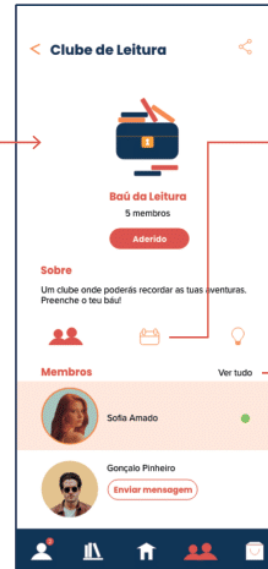 < Clube de Leitura
Baú da Leitura
5 membros
Aderido
Sobre
Um clube onde poderás recordar as tuas aventuras.
Preenche o teu báu!
Membros
Ver tudo
Sofia Amado
Gonçalo Pinheiro
Enviar mensagem